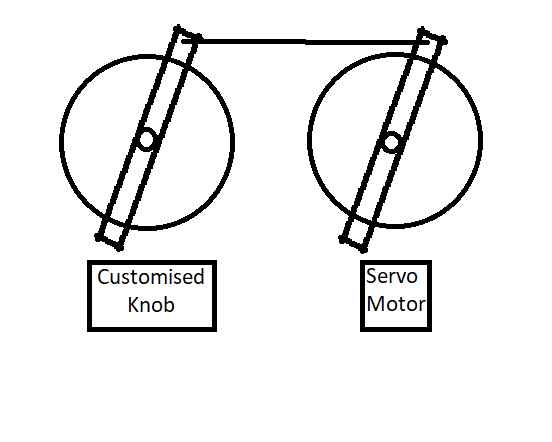 Customised
Knob
Servo
Motor